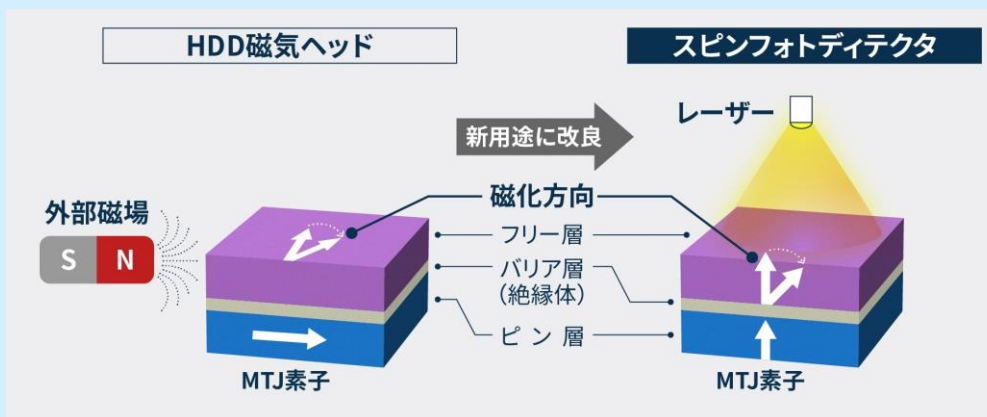 HDD磁気ヘッド
スピンフォトディテクタ
レーザー
新用途に改良
外部磁場
S N
磁化方向
フリー層
バリア層
(絶縁体)
ピン層
MTJ素子
MTJ素子